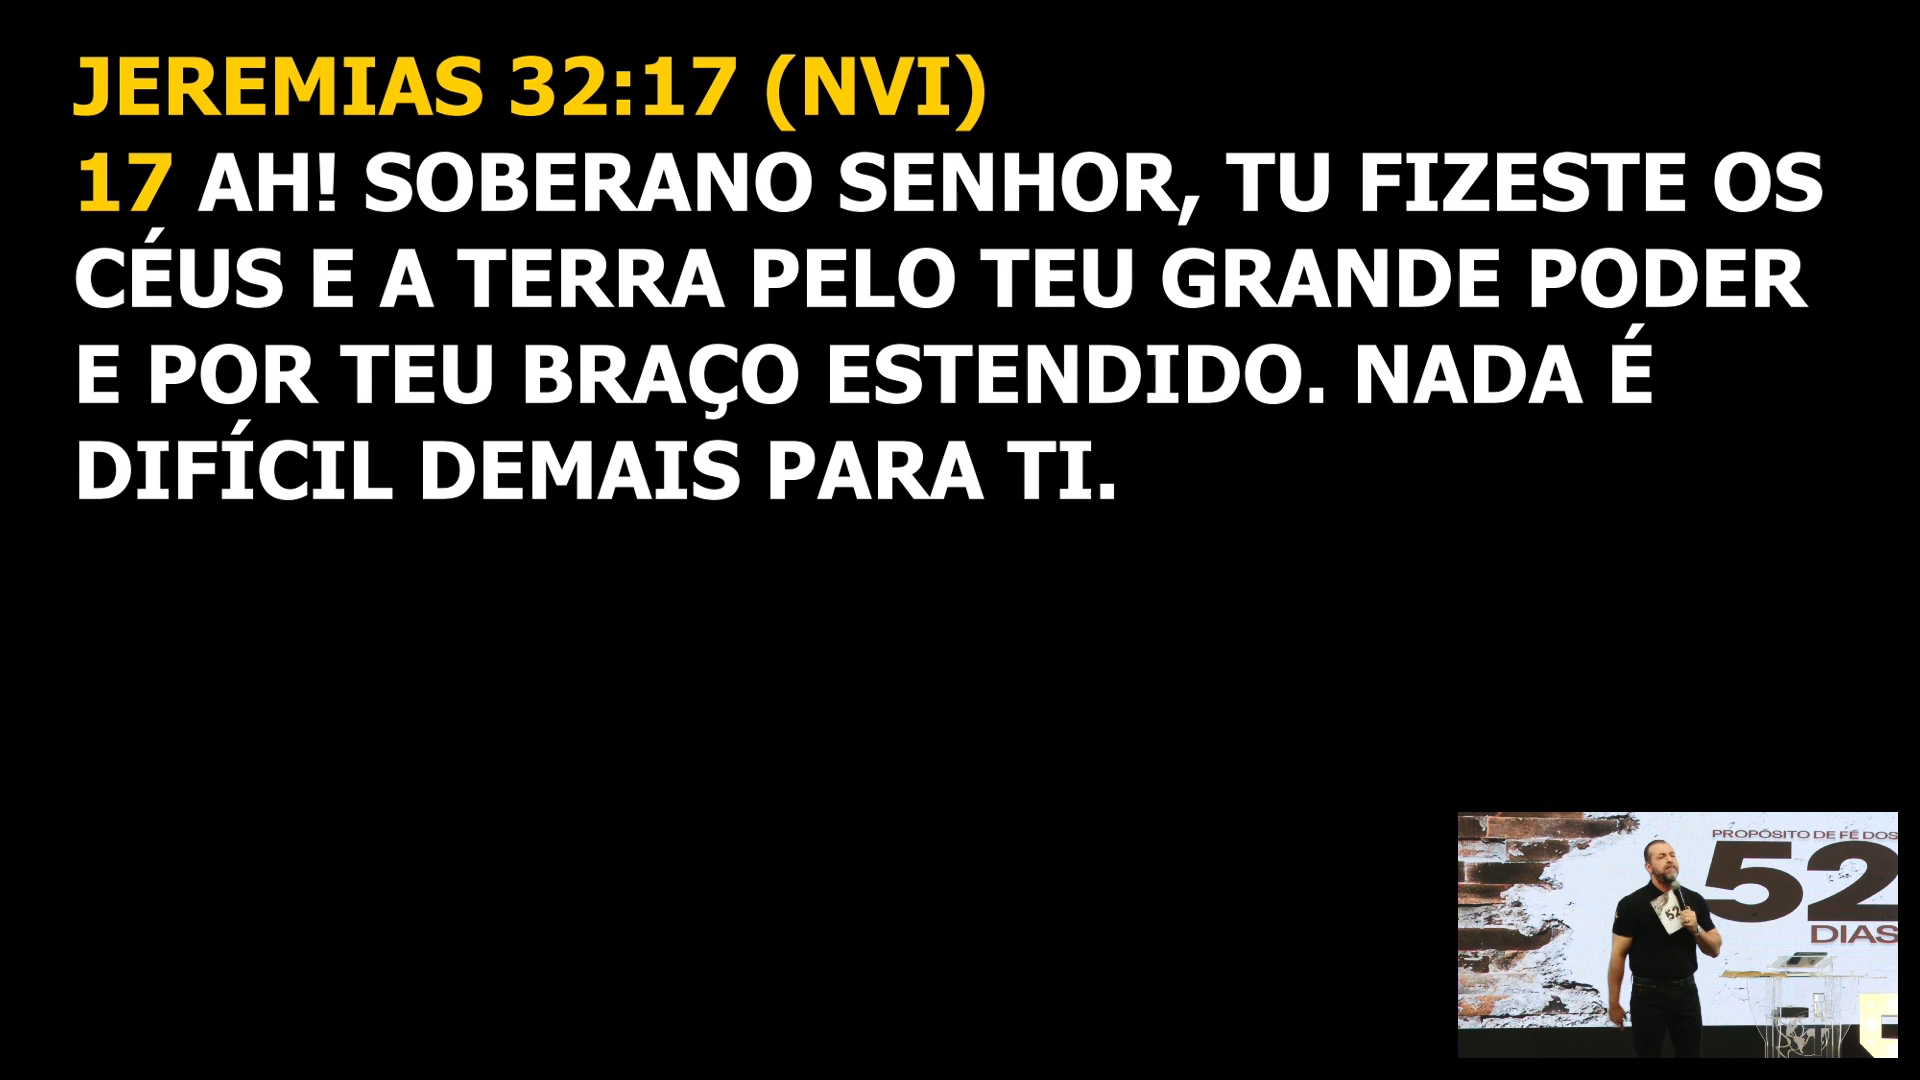 JEREMIAS 32:17 (NVI)
17 AH! SOBERANO SENHOR, TU FIZESTE OS
CÉUS E A TERRA PELO TEU GRANDE PODER
E POR TEU BRAÇO ESTENDIDO. NADA É
DIFÍCIL DEMAIS PARA TI.
PROPÓSITO DE FÉ DOS
52
DIAS
52